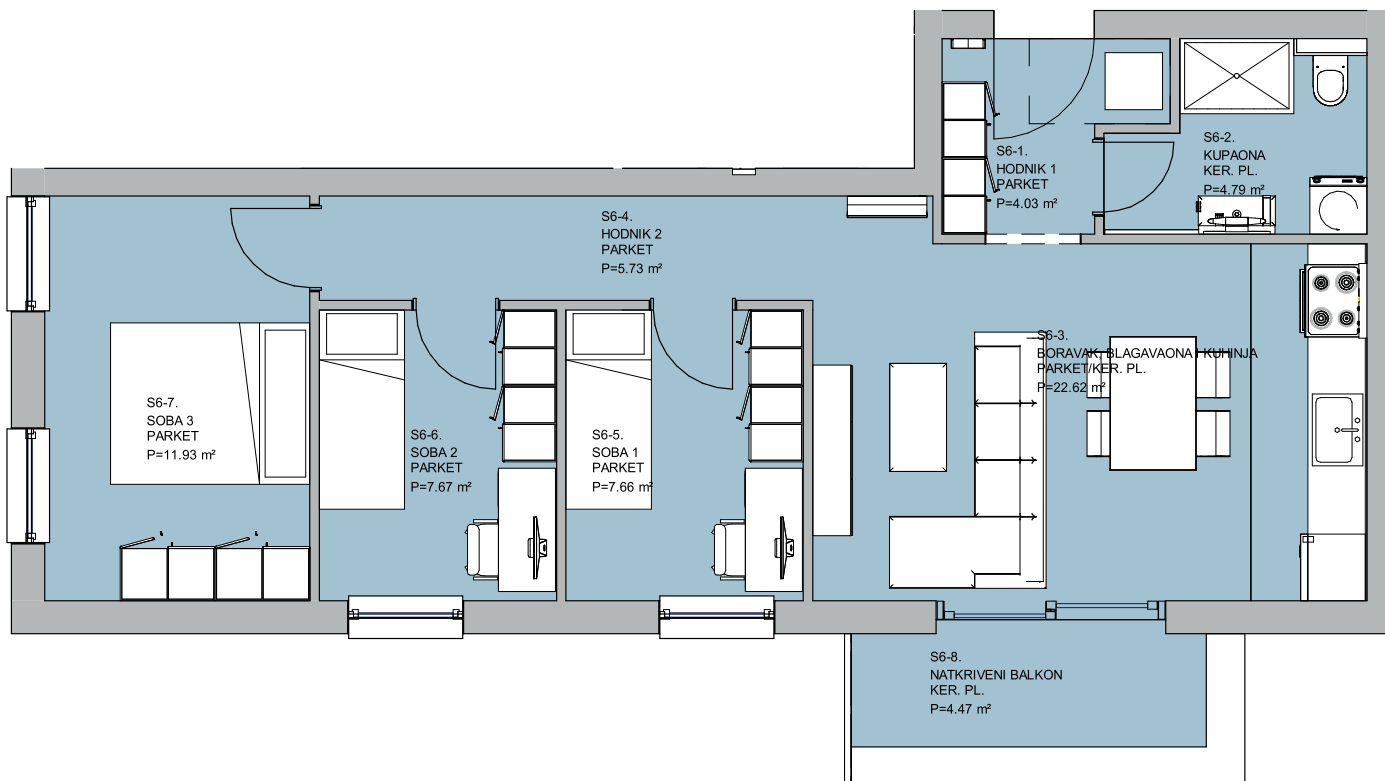 S6-1.
HODNIK 1
PARKET
P=4.03 m²
S6-2.
KUPAONA
KER. PL.
P=4.79 m²
S6-4.
HODNIK 2
PARKET
P=5.73 m²
S6-3.
BORAVAK, BLAGAVAONA I KUHINJA
PARKET/KER. PL.
P=22.62 m²
S6-7.
SOBA 3
PARKET
P=11.93 m²
S6-6.
SOBA 2
PARKET
P=7.67 m²
S6-5.
SOBA 1
PARKET
P=7.66 m²
S6-8.
NATKRIVENI BALKON
KER. PL.
P=4.47 m²